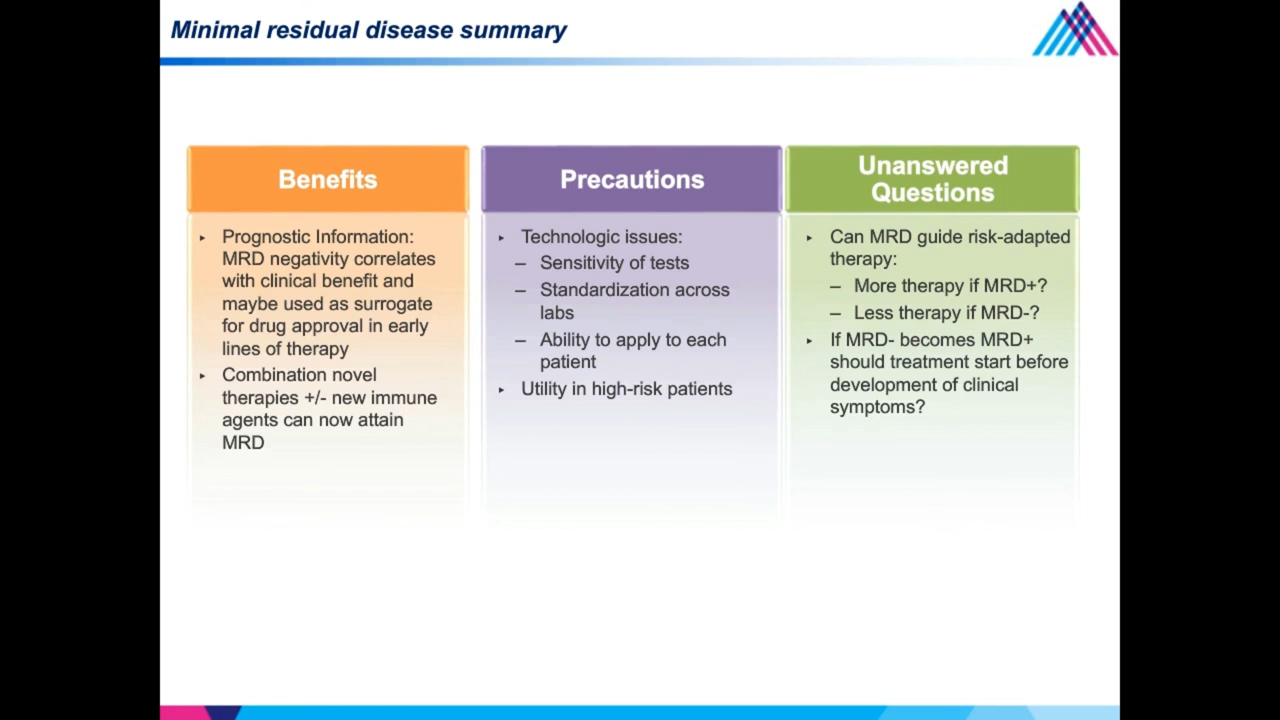 Minimal residual disease summary
Benefits
‣ Prognostic Information:
MRD negativity correlates
with clinical benefit and
maybe used as surrogate
for drug approval in early
lines of therapy
‣ Combination novel
therapies +/- new immune
agents can now attain
MRD
Precautions
‣ Technologic issues:
– Sensitivity of tests
– Standardization across
labs
– Ability to apply to each
patient
‣ Utility in high-risk patients
Unanswered
Questions
‣ Can MRD guide risk-adapted
therapy:
– More therapy if MRD+?
– Less therapy if MRD-?
‣ If MRD- becomes MRD+
should treatment start before
development of clinical
symptoms?